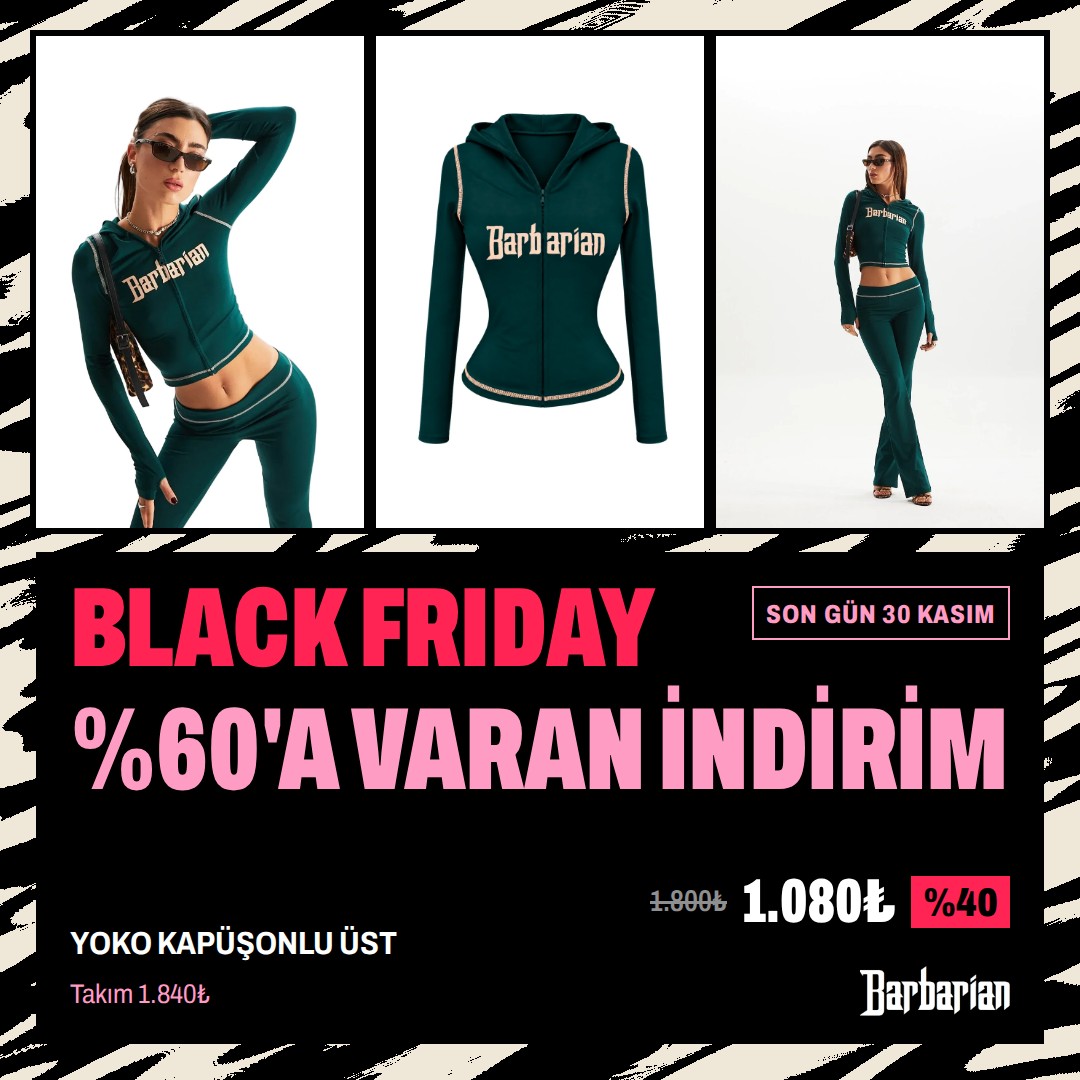 Barbarian
Barbarian
Barbarian
BLACK FRIDAY
SON GÜN 30 KASIM
%60'A VARAN İNDİRİM
1.800₺ 1.080₺ %40
YOKO KAPÜŞONLU ÜST
Takım 1.840₺
Barbarian